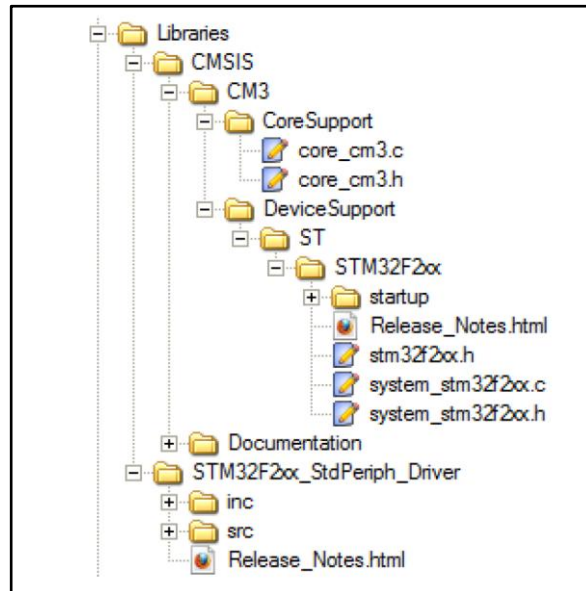 Libraries
CMSIS
CM3
CoreSupport
core_cm3.c
core_cm3.h
DeviceSupport
ST
STM32F2xx
startup
Release_Notes.html
stm32f2xx.h
system_stm32f2xx.c
system_stm32f2xx.h
Documentation
STM32F2xx_StdPeriph_Driver
inc
src
Release_Notes.html